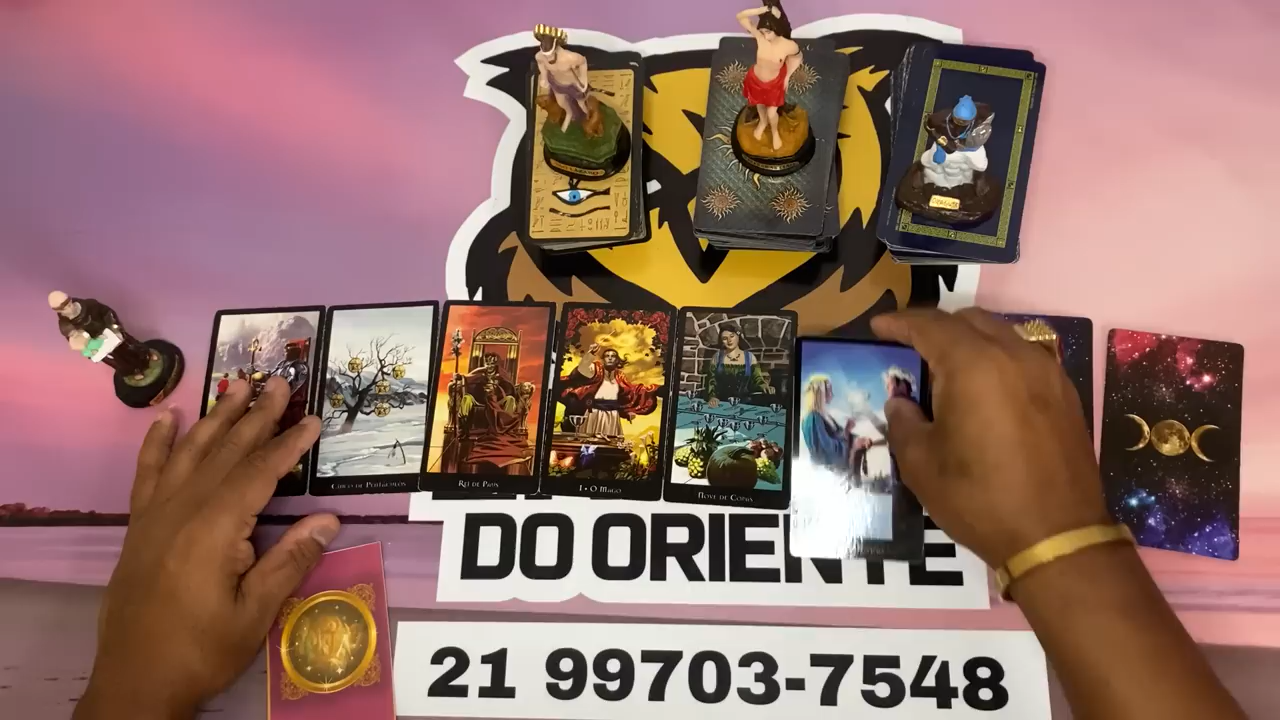 CINCO DE PENTÁCULOS
REI DE PAUS
I • O MAGO
NOVE DE COPAS
DO ORIENTE
21 99703-7548